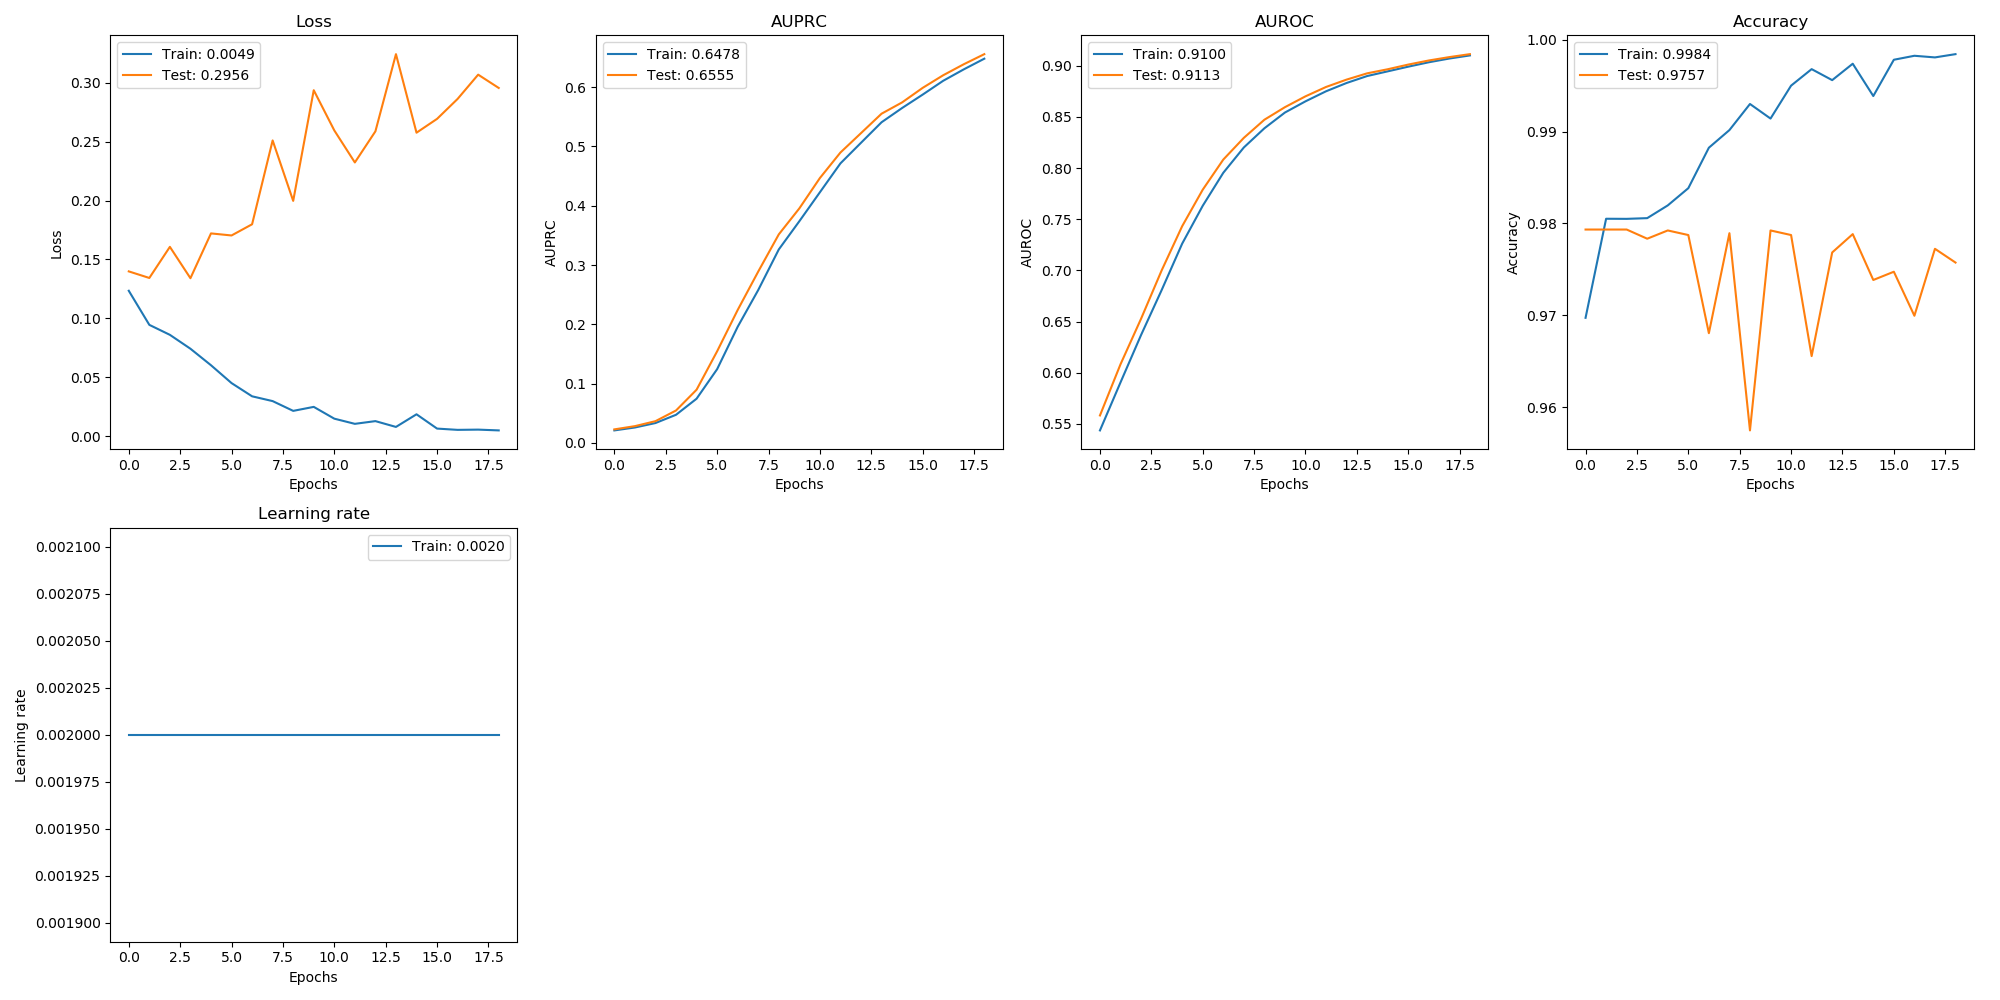 Loss
Train: 0.0049
Test: 0.2956
0.30
0.25
0.20
0.15
0.10
0.05
0.00
Loss
0.0 2.5 5.0 7.5 10.0 12.5 15.0 17.5
Epochs
AUPRC
Train: 0.6478
Test: 0.6555
0.6
0.5
0.4
0.3
0.2
0.1
0.0
AUPRC
0.0 2.5 5.0 7.5 10.0 12.5 15.0 17.5
Epochs
AUROC
Train: 0.9100
Test: 0.9113
0.90
0.85
0.80
0.75
0.70
0.65
0.60
0.55
AUROC
0.0 2.5 5.0 7.5 10.0 12.5 15.0 17.5
Epochs
Accuracy
Train: 0.9984
Test: 0.9757
1.00
0.99
0.98
0.97
0.96
Accuracy
0.0 2.5 5.0 7.5 10.0 12.5 15.0 17.5
Epochs
Learning rate
Train: 0.0020
0.002100
0.002075
0.002050
0.002025
0.002000
0.001975
0.001950
0.001925
0.001900
Learning rate
0.0 2.5 5.0 7.5 10.0 12.5 15.0 17.5
Epochs